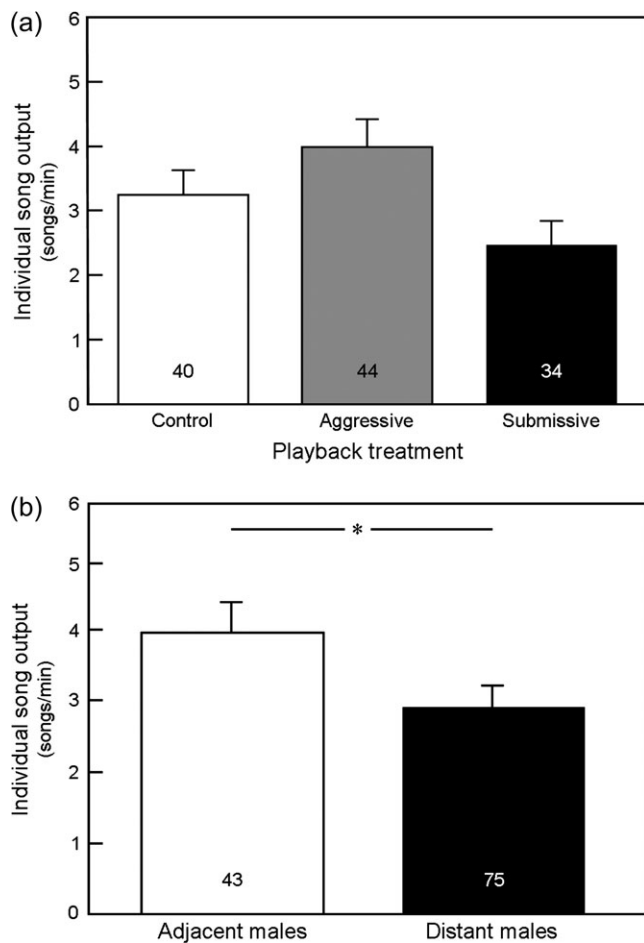 (a)
6
5
4
3
2
1
0
Individual song output
(songs/min)
40
44
34
Control
Aggressive
Submissive
Playback treatment
(b)
6
5
4
3
2
1
0
Individual song output
(songs/min)
*
43
75
Adjacent males
Distant males